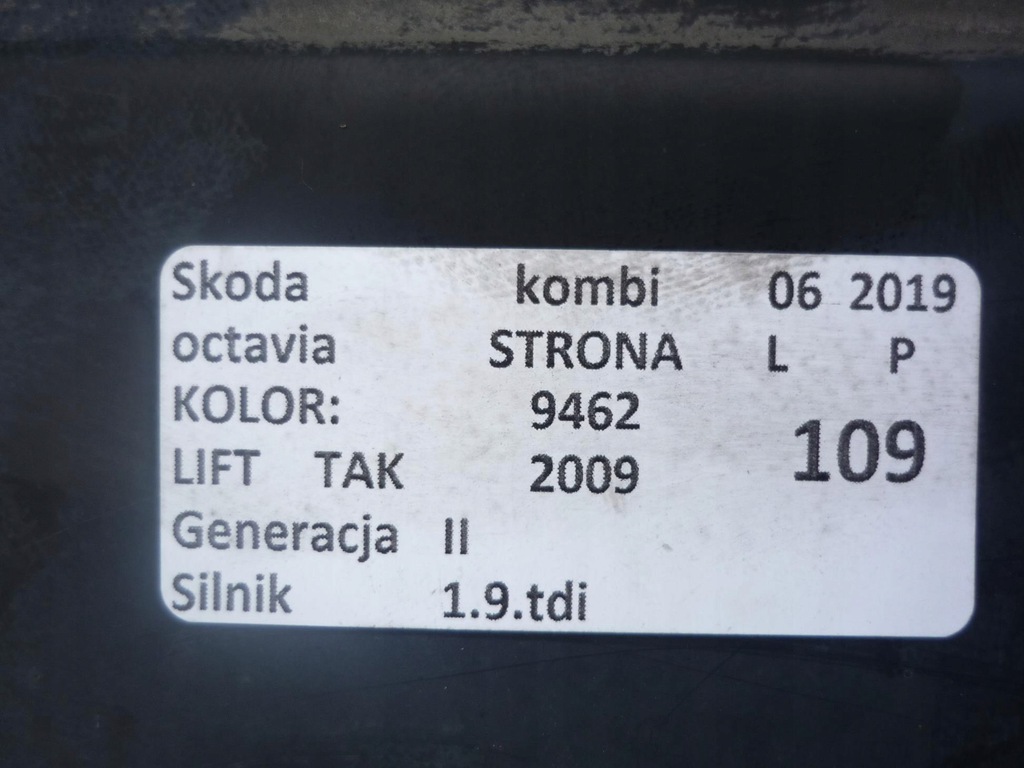 Skoda kombi 06 2019
octavia STRONA L P
KOLOR: 9462
LIFT TAK 2009 109
Generacja II
Silnik 1.9.tdi